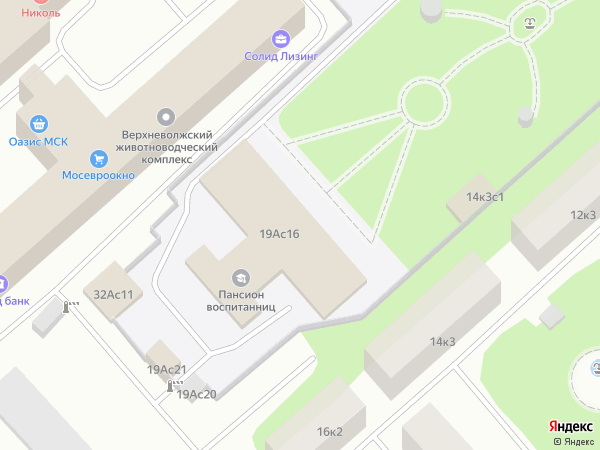 Николь
Солид Лизинг
Оазис МСК
Верхневолжский
животноводческий
комплекс
Мосевроокно
14к3с1
12к3
19Ас16
Пансион
воспитанниц
32Ас11
д банк
14к3
19Ас21
19Ас20
16к2
Яндекс
© Яндекс